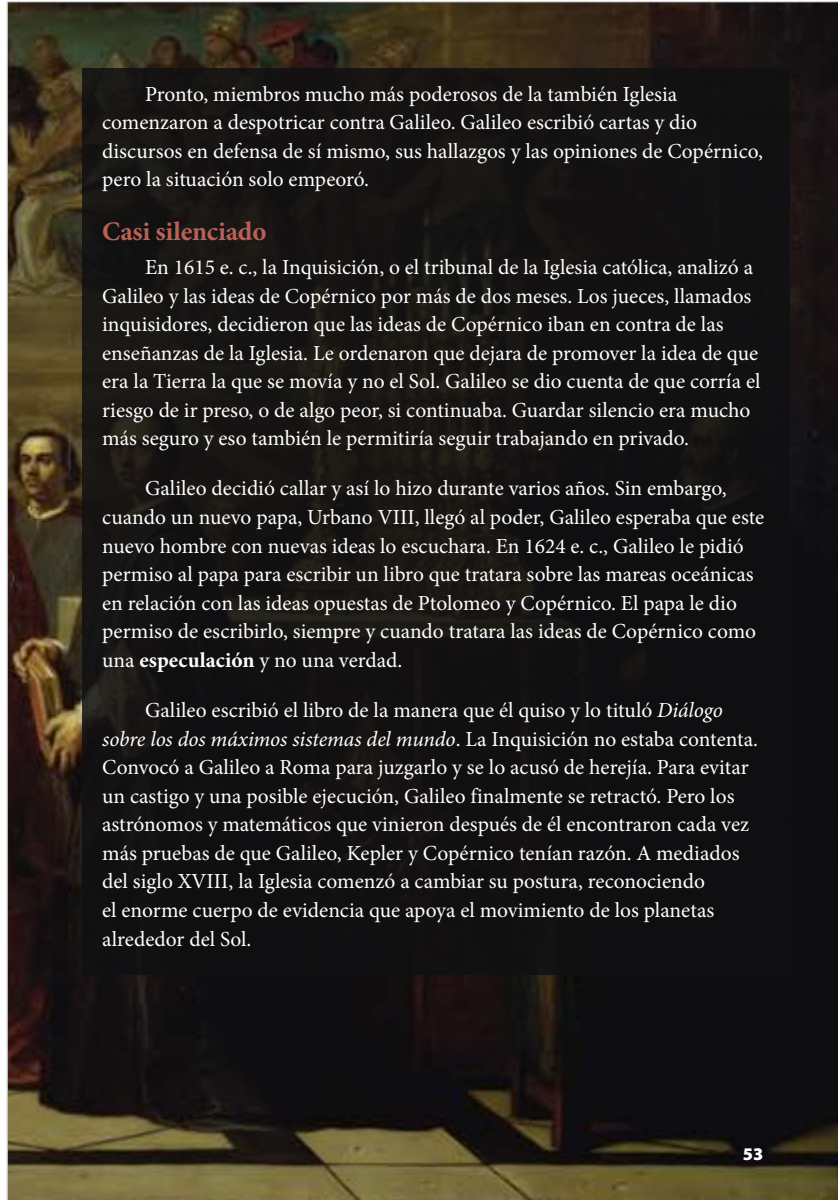 Pronto, miembros mucho más poderosos de la también Iglesia
comenzaron a despotricar contra Galileo. Galileo escribió cartas y dio
discursos en defensa de sí mismo, sus hallazgos y las opiniones de Copérnico,
pero la situación solo empeoró.
Casi silenciado
En 1615 e. c., la Inquisición, o el tribunal de la Iglesia católica, analizó a
Galileo y las ideas de Copérnico por más de dos meses. Los jueces, llamados
inquisidores, decidieron que las ideas de Copérnico iban en contra de las
enseñanzas de la Iglesia. Le ordenaron que dejara de promover la idea de que
era la Tierra la que se movía y no el Sol. Galileo se dio cuenta de que corría el
riesgo de ir preso, o de algo peor, si continuaba. Guardar silencio era mucho
más seguro y eso también le permitiría seguir trabajando en privado.
Galileo decidió callar y así lo hizo durante varios años. Sin embargo,
cuando un nuevo papa, Urbano VIII, llegó al poder, Galileo esperaba que este
nuevo hombre con nuevas ideas lo escuchara. En 1624 e. c., Galileo le pidió
permiso al papa para escribir un libro que tratara sobre las mareas oceánicas
en relación con las ideas opuestas de Ptolomeo y Copérnico. El papa le dio
permiso de escribirlo, siempre y cuando tratara las ideas de Copérnico como
una especulación y no una verdad.
Galileo escribió el libro de la manera que él quiso y lo tituló Diálogo
sobre los dos máximos sistemas del mundo. La Inquisición no estaba contenta.
Convocó a Galileo a Roma para juzgarlo y se lo acusó de herejía. Para evitar
un castigo y una posible ejecución, Galileo finalmente se retractó. Pero los
astrónomos y matemáticos que vinieron después de él encontraron cada vez
más pruebas de que Galileo, Kepler y Copérnico tenían razón. A mediados
del siglo XVIII, la Iglesia comenzó a cambiar su postura, reconociendo
el enorme cuerpo de evidencia que apoya el movimiento de los planetas
alrededor del Sol.
53